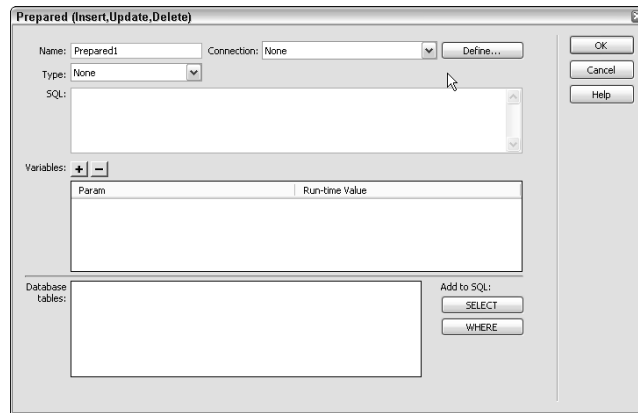 Prepared (Insert,Update,Delete)
Name: Prepared1 Connection: None Define... OK
Type: None Cancel
SQL: Help
Variables: + −
Param Run-time Value
Database tables: Add to SQL:
SELECT
WHERE